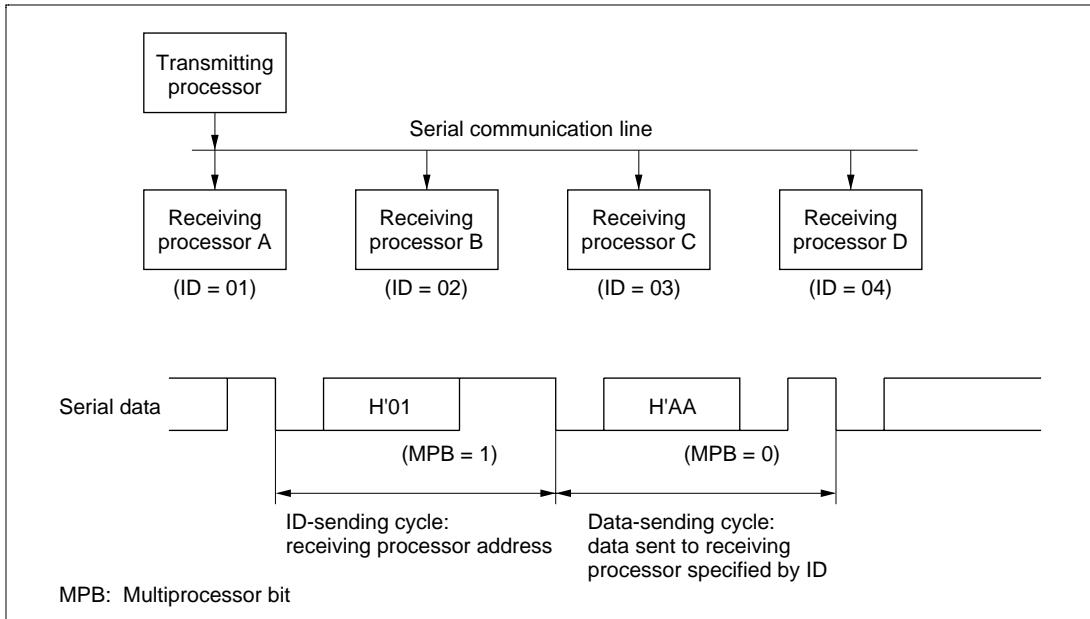 Transmitting
processor
Serial communication line
Receiving
processor A
Receiving
processor B
Receiving
processor C
Receiving
processor D
(ID = 01)
(ID = 02)
(ID = 03)
(ID = 04)
Serial data
H'01
H'AA
(MPB = 1)
(MPB = 0)
ID-sending cycle:
receiving processor address
Data-sending cycle:
data sent to receiving
processor specified by ID
MPB: Multiprocessor bit